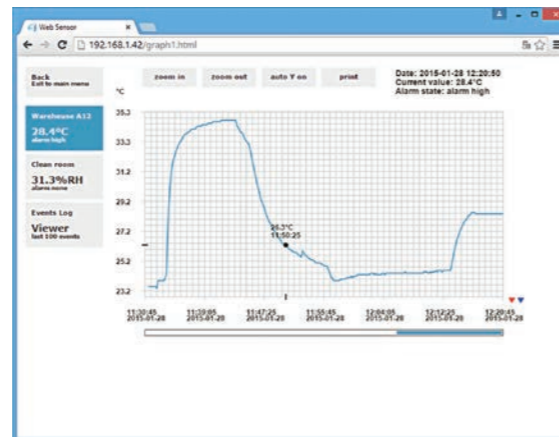 Web Sensor
192.168.1.42/graph1.html
Back
Exit to main menu
zoom in
zoom out
auto Y on
print
Date: 2015-01-28 12:20:50
Current value: 28.4°C
Alarm state: alarm high
°C
Warehouse A12
28.4°C
alarm high
Clean room
31.3%RH
alarm none
Events Log
Viewer
last 100 events
35.3
33.3
31.2
29.2
27.2
25.2
23.2
26.3°C
11:50:25
11:30:45
2015-01-28
11:39:05
2015-01-28
11:47:25
2015-01-28
11:55:45
2015-01-28
12:04:05
2015-01-28
12:12:25
2015-01-28
12:20:45
2015-01-28